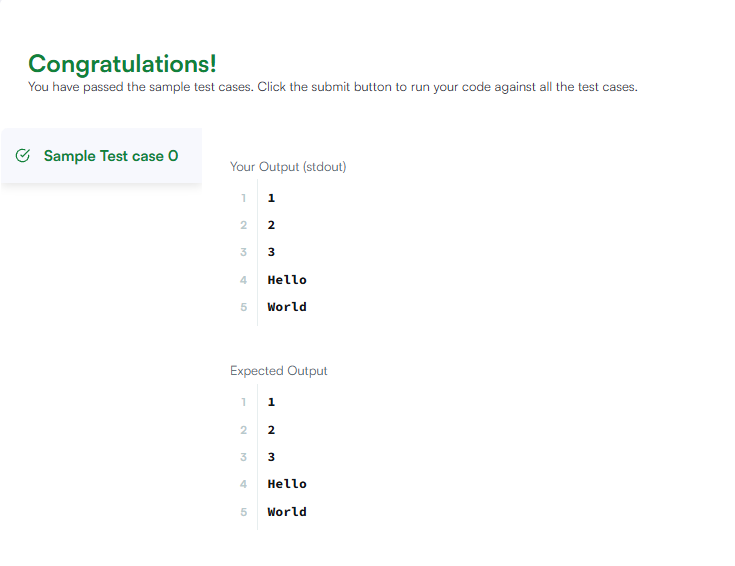 Congratulations!
You have passed the sample test cases. Click the submit button to run your code against all the test cases.
Sample Test case 0
Your Output (stdout)
1 1
2 2
3 3
4 Hello
5 World
Expected Output
1 1
2 2
3 3
4 Hello
5 World